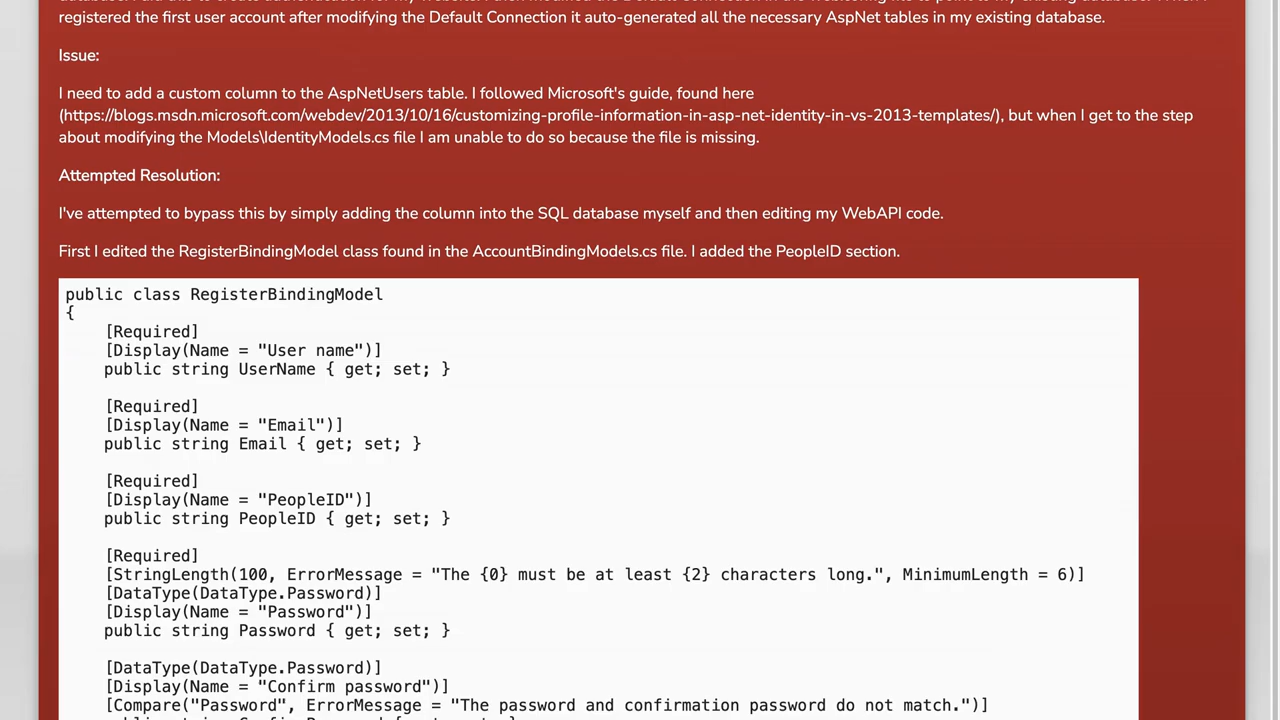 registered the first user account after modifying the Default Connection it auto-generated all the necessary AspNet tables in my existing database.
Issue:
I need to add a custom column to the AspNetUsers table. I followed Microsoft's guide, found here
(https://blogs.msdn.microsoft.com/webdev/2013/10/16/customizing-profile-information-in-asp-net-identity-in-vs-2013-templates/), but when I get to the step
about modifying the Models\IdentityModels.cs file I am unable to do so because the file is missing.
Attempted Resolution:
I've attempted to bypass this by simply adding the column into the SQL database myself and then editing my WebAPI code.
First I edited the RegisterBindingModel class found in the AccountBindingModels.cs file. I added the PeopleID section.
public class RegisterBindingModel
{
    [Required]
    [Display(Name = "User name")]
    public string UserName { get; set; }
    [Required]
    [Display(Name = "Email")]
    public string Email { get; set; }
    [Required]
    [Display(Name = "PeopleID")]
    public string PeopleID { get; set; }
    [Required]
    [StringLength(100, ErrorMessage = "The {0} must be at least {2} characters long.", MinimumLength = 6)]
    [DataType(DataType.Password)]
    [Display(Name = "Password")]
    public string Password { get; set; }
    [DataType(DataType.Password)]
    [Display(Name = "Confirm password")]
    [Compare("Password", ErrorMessage = "The password and confirmation password do not match.")]